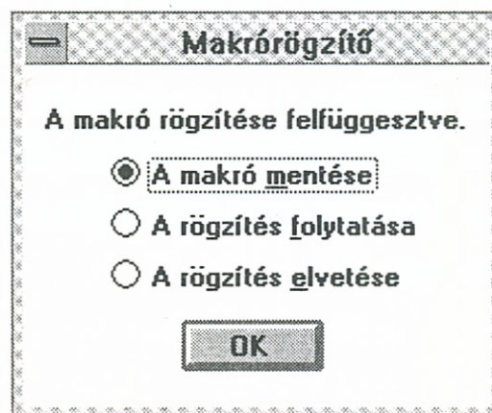 Makrórögzítő
A makró rögzítése felfüggesztve.
A makró mentése
A rögzítés folytatása
A rögzítés elvetése
OK